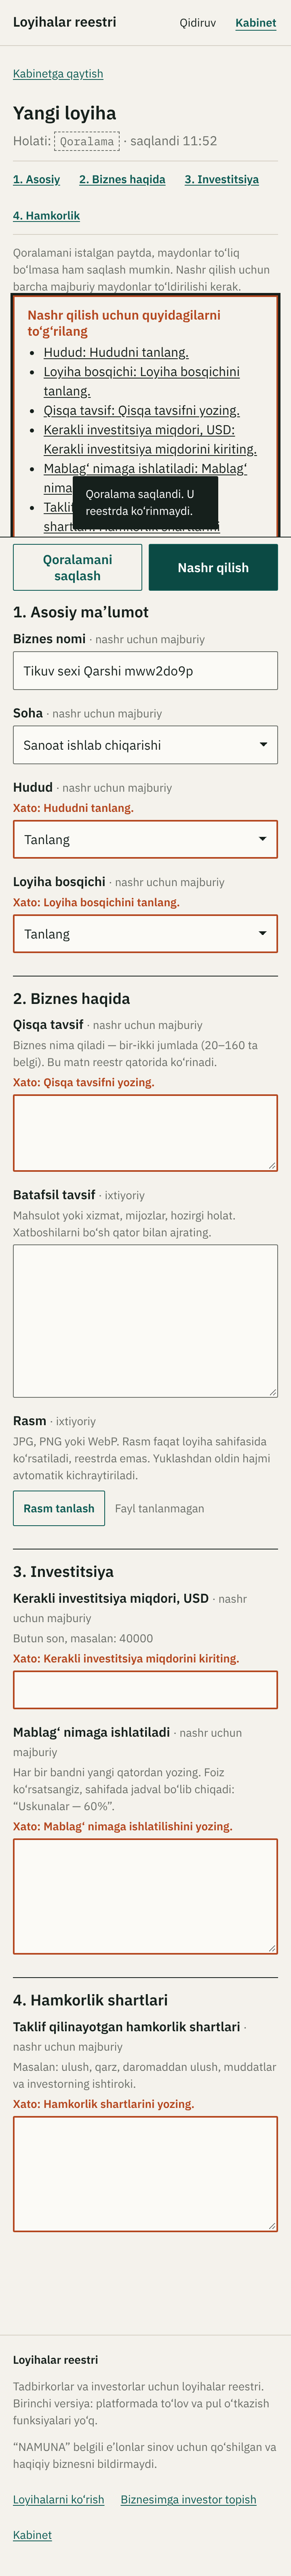 Loyihalar reestri
Qidiruv
Kabinet
Kabinetga qaytish
Yangi loyiha
Holati: Qoralama · saqlandi 11:52
1. Asosiy
2. Biznes haqida
3. Investitsiya
4. Hamkorlik
Qoralamani istalgan paytda, maydonlar to‘liq
bo‘lmasa ham saqlash mumkin. Nashr qilish uchun
barcha majburiy maydonlar to‘ldirilishi kerak.
Nashr qilish uchun quyidagilarni
to‘g‘rilang
• Hudud: Hududni tanlang.
• Loyiha bosqichi: Loyiha bosqichini
tanlang.
• Qisqa tavsif: Qisqa tavsifni yozing.
• Kerakli investitsiya miqdori, USD:
Kerakli investitsiya miqdorini kiriting.
• Mablag‘ nimaga ishlatiladi: Mablag‘
Qoralama saqlandi. U
reestrda ko‘rinmaydi.
Qoralamani
saqlash
Nashr qilish
1. Asosiy ma’lumot
Biznes nomi · nashr uchun majburiy
Tikuv sexi Qarshi mww2do9p
Soha · nashr uchun majburiy
Sanoat ishlab chiqarishi
Hudud · nashr uchun majburiy
Xato: Hududni tanlang.
Tanlang
Loyiha bosqichi · nashr uchun majburiy
Xato: Loyiha bosqichini tanlang.
Tanlang
2. Biznes haqida
Qisqa tavsif · nashr uchun majburiy
Biznes nima qiladi — bir-ikki jumlada (20–160 ta
belgi). Bu matn reestr qatorida ko‘rinadi.
Xato: Qisqa tavsifni yozing.
Batafsil tavsif · ixtiyoriy
Mahsulot yoki xizmat, mijozlar, hozirgi holat.
Xatboshilarni bo‘sh qator bilan ajrating.
Rasm · ixtiyoriy
JPG, PNG yoki WebP. Rasm faqat loyiha sahifasida
ko‘rsatiladi, reestrda emas. Yuklashdan oldin hajmi
avtomatik kichraytiriladi.
Rasm tanlash
Fayl tanlanmagan
3. Investitsiya
Kerakli investitsiya miqdori, USD · nashr
uchun majburiy
Butun son, masalan: 40000
Xato: Kerakli investitsiya miqdorini kiriting.
Mablag‘ nimaga ishlatiladi · nashr uchun
majburiy
Har bir bandni yangi qatordan yozing. Foiz
ko‘rsatsangiz, sahifada jadval bo‘lib chiqadi:
“Uskunalar — 60%”.
Xato: Mablag‘ nimaga ishlatilishini yozing.
4. Hamkorlik shartlari
Taklif qilinayotgan hamkorlik shartlari ·
nashr uchun majburiy
Masalan: ulush, qarz, daromaddan ulush, muddatlar
va investorning ishtiroki.
Xato: Hamkorlik shartlarini yozing.
Loyihalar reestri
Tadbirkorlar va investorlar uchun loyihalar reestri.
Birinchi versiya: platformada to‘lov va pul o‘tkazish
funksiyalari yo‘q.
“NAMUNA” belgili e’lonlar sinov uchun qo‘shilgan va
haqiqiy biznesni bildirmaydi.
Loyihalarni ko‘rish
Biznesimga investor topish
Kabinet